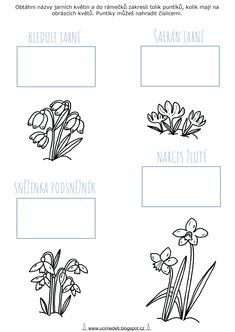 Obtáhni názvy jarních květin a do rámečků zakresli tolik puntíků, kolik mají na
obrázcích květů. Puntíky můžeš nahradit číslicemi.
BLEDULE JARNÍ
ŠAFRÁN JARNÍ
NARCIS ŽLUTÝ
SNĚŽENKA PODSNĚŽNÍK
www.ucimedeti.blogspot.cz